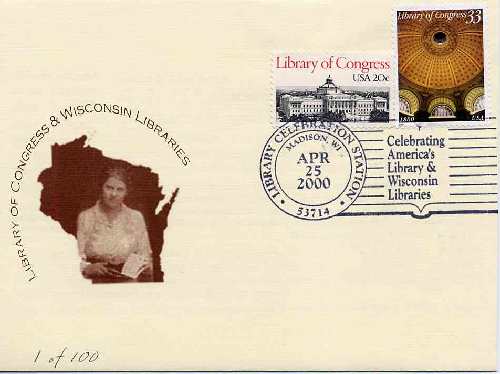 Library of Congress 33
Library of Congress
USA 20c
1800 USA
LIBRARY OF CONGRESS & WISCONSIN LIBRARIES
LIBRARY CELEBRATION STATION
MADISON, WI
APR
25
2000
53714
Celebrating
America's
Library &
Wisconsin
Libraries
1 of 100